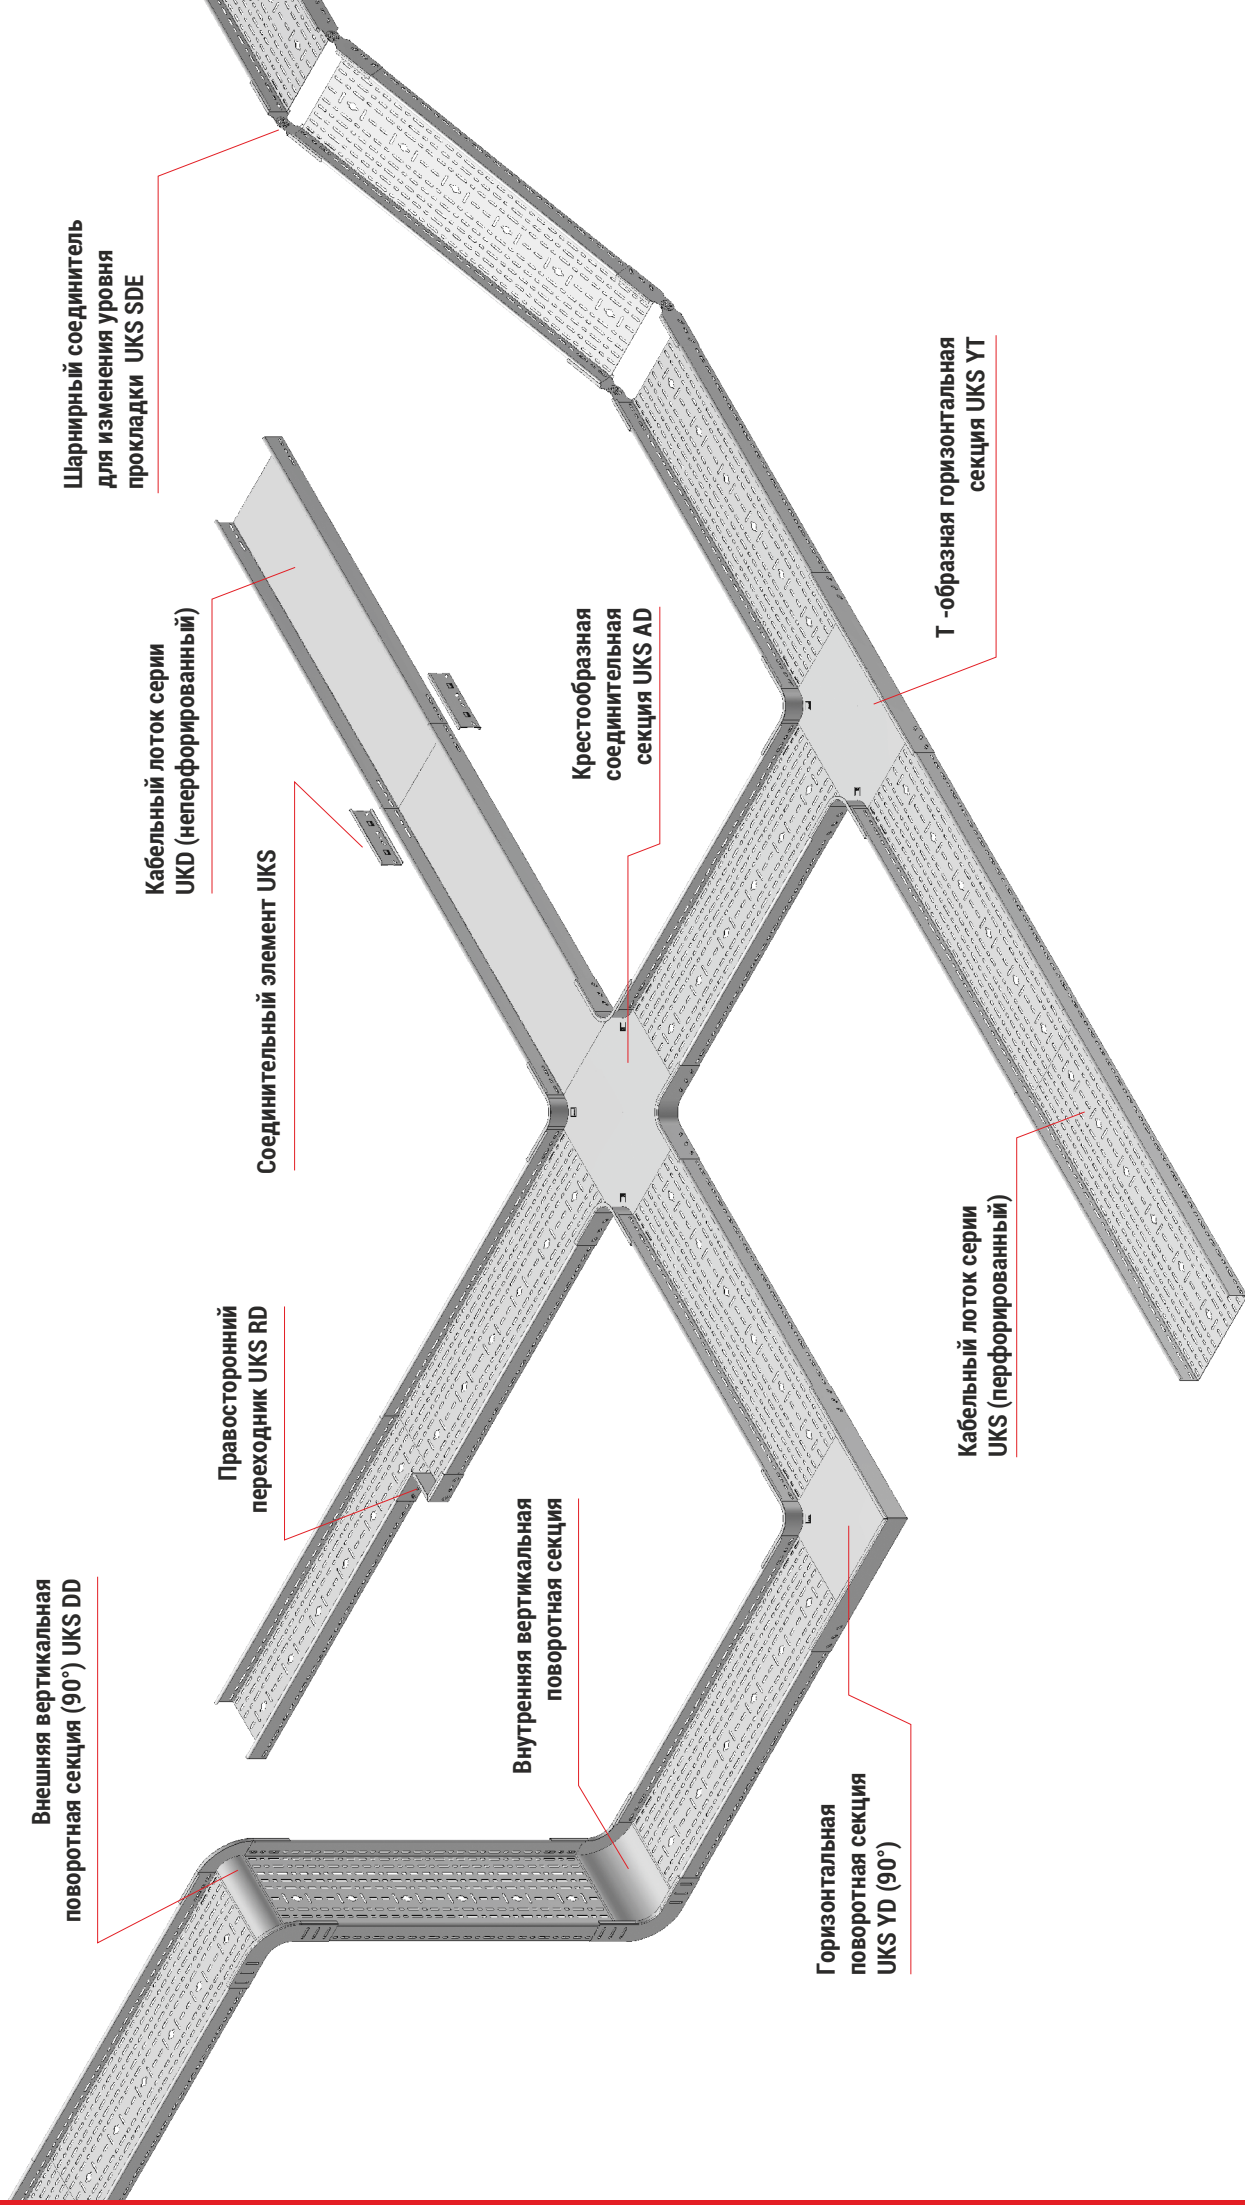 Внешняя вертикальная
поворотная секция (90°) UKS DD
Правосторонний
переходник UKS RD
Соединительный элемент UKS
Кабельный лоток серии
UKD (неперфорированный)
Шарнирный соединитель
для изменения уровня
прокладки UKS SDE
Внутренняя вертикальная
поворотная секция
Крестообразная
соединительная
секция UKS AD
Горизонтальная
поворотная секция
UKS YD (90°)
Кабельный лоток серии
UKS (перфорированный)
Т -образная горизонтальная
секция UKS YT